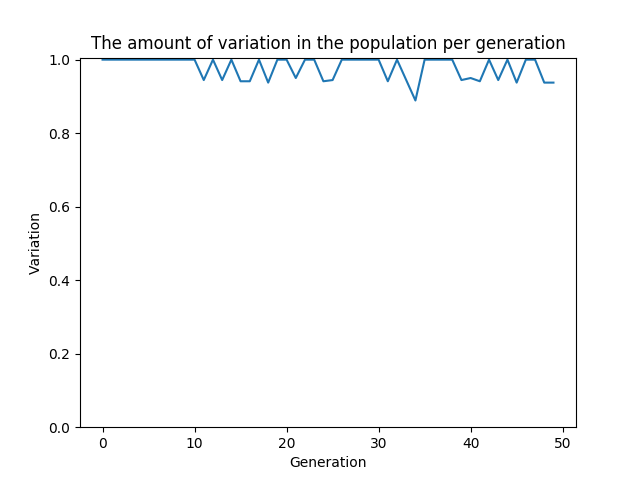 The amount of variation in the population per generation
1.0
0.8
0.6
0.4
0.2
0.0
Variation
0 10 20 30 40 50
Generation